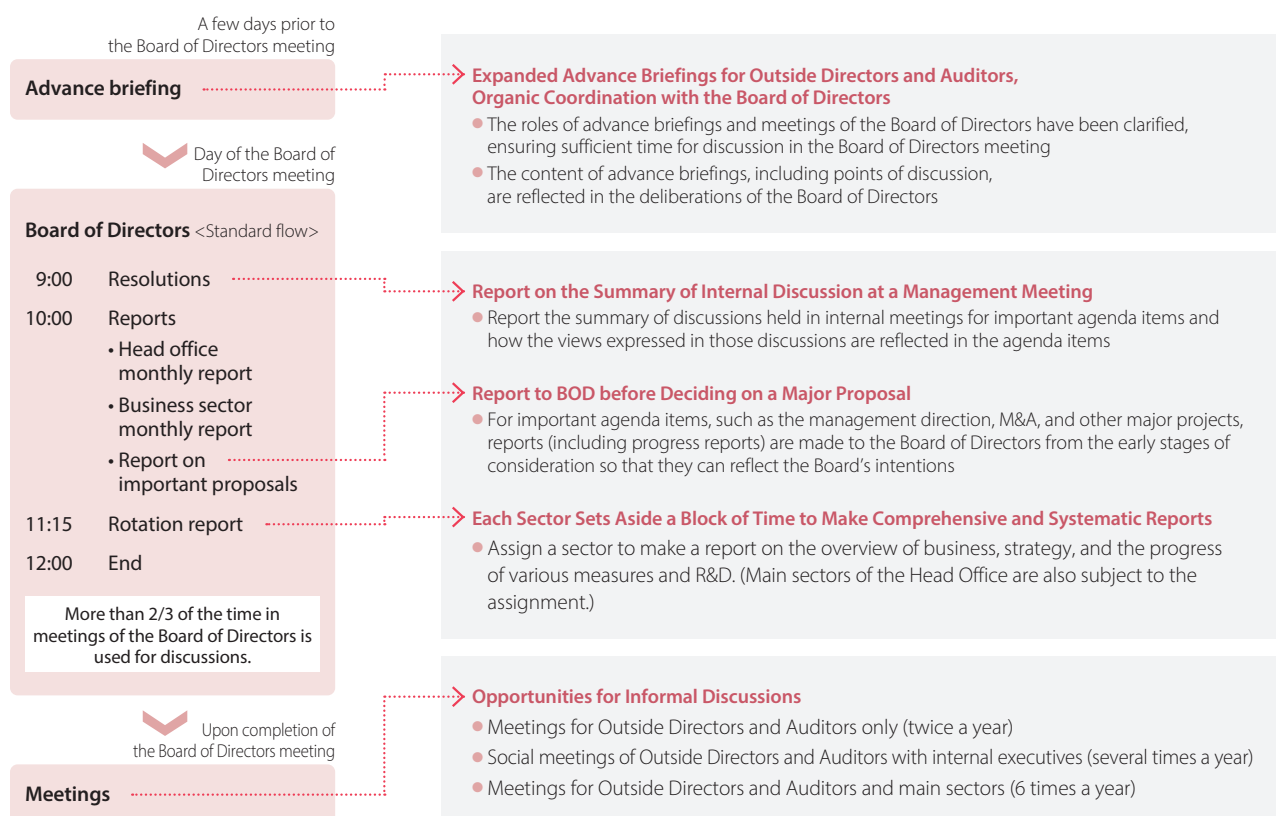 A few days prior to
the Board of Directors meeting
Advance briefing
Expanded Advance Briefings for Outside Directors and Auditors,
Organic Coordination with the Board of Directors
● The roles of advance briefings and meetings of the Board of Directors have been clarified,
ensuring sufficient time for discussion in the Board of Directors meeting
● The content of advance briefings, including points of discussion,
are reflected in the deliberations of the Board of Directors
Day of the Board of
Directors meeting
Board of Directors <Standard flow>
9:00 Resolutions
Report on the Summary of Internal Discussion at a Management Meeting
● Report the summary of discussions held in internal meetings for important agenda items and
how the views expressed in those discussions are reflected in the agenda items
10:00 Reports
• Head office
monthly report
• Business sector
monthly report
• Report on
important proposals
Report to BOD before Deciding on a Major Proposal
● For important agenda items, such as the management direction, M&A, and other major projects,
reports (including progress reports) are made to the Board of Directors from the early stages of
consideration so that they can reflect the Board's intentions
11:15 Rotation report
Each Sector Sets Aside a Block of Time to Make Comprehensive and Systematic Reports
● Assign a sector to make a report on the overview of business, strategy, and the progress
of various measures and R&D. (Main sectors of the Head Office are also subject to the
assignment.)
12:00 End
More than 2/3 of the time in
meetings of the Board of Directors is
used for discussions.
Upon completion of
the Board of Directors meeting
Meetings
Opportunities for Informal Discussions
● Meetings for Outside Directors and Auditors only (twice a year)
● Social meetings of Outside Directors and Auditors with internal executives (several times a year)
● Meetings for Outside Directors and Auditors and main sectors (6 times a year)